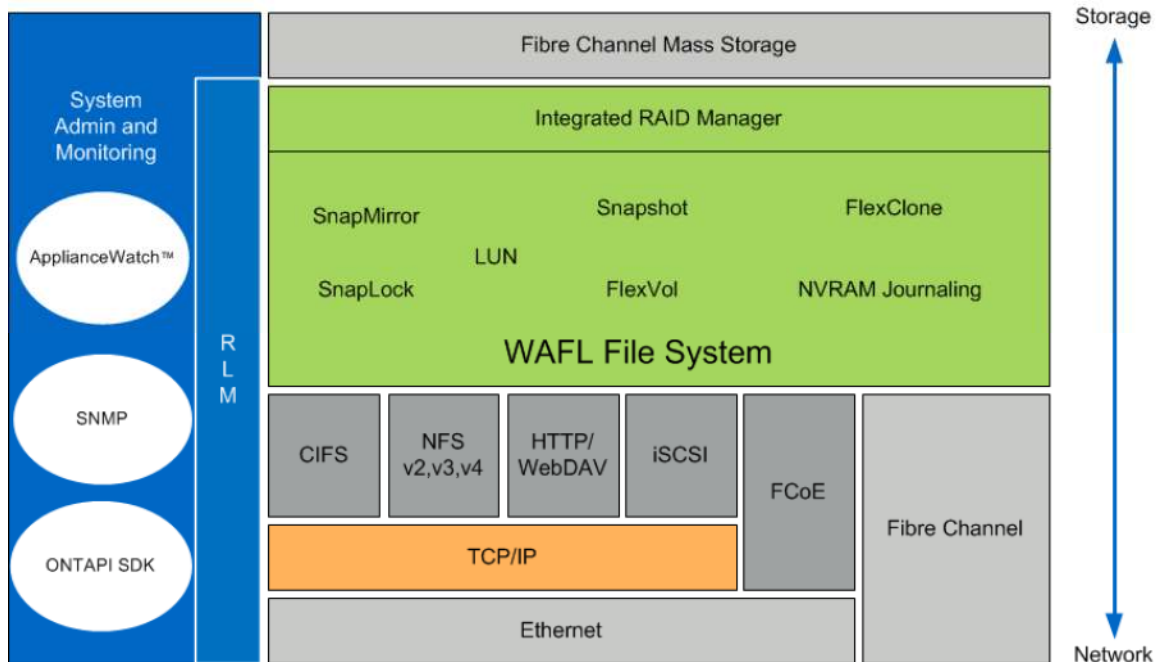 Storage
Fibre Channel Mass Storage
System
Admin and
Monitoring
Integrated RAID Manager
SnapMirror
Snapshot
FlexClone
ApplianceWatch™
LUN
SnapLock
FlexVol
NVRAM Journaling
R
L
M
WAFL File System
SNMP
CIFS
NFS
v2,v3,v4
HTTP/
WebDAV
iSCSI
FCoE
Fibre Channel
ONTAPI SDK
TCP/IP
Ethernet
Network